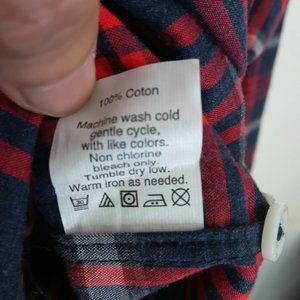 100% Coton
Machine wash cold
gentle cycle,
with like colors.
Non chlorine
bleach only.
Tumble dry low.
Warm iron as needed.